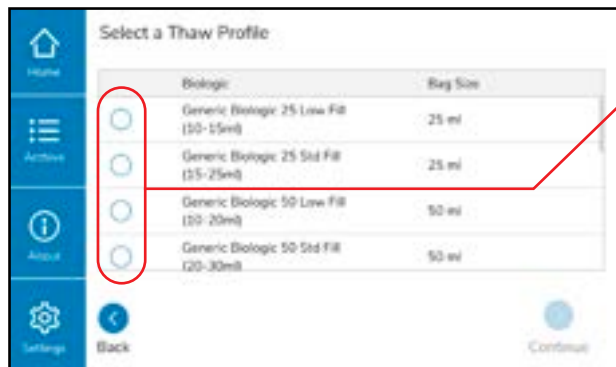 Select a Thaw Profile
Home
Biologic
Bag Size
Generic Biologic 25 Low Fill
(10-15ml)
25 ml
Archive
Generic Biologic 25 Std Fill
(15-25ml)
25 ml
Generic Biologic 50 Low Fill
(10-20ml)
50 ml
About
Generic Biologic 50 Std Fill
(20-30ml)
50 ml
Settings
Back
Continue